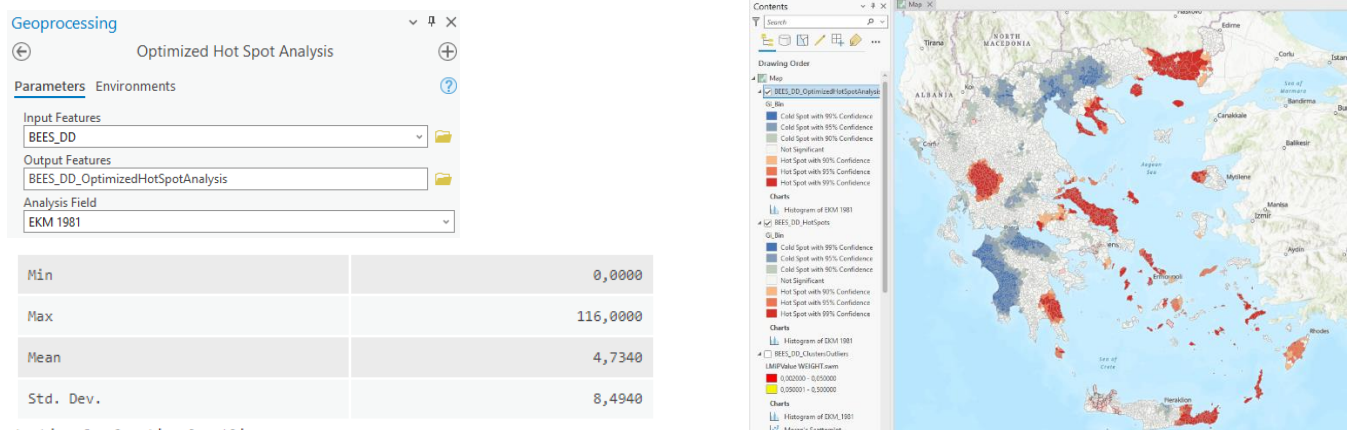 Geoprocessing
Optimized Hot Spot Analysis
Parameters Environments
Input Features
BEES_DD
Output Features
BEES_DD_OptimizedHotSpotAnalysis
Analysis Field
EKM 1981
Min 0,0000
Max 116,0000
Mean 4,7340
Std. Dev. 8,4940
Contents
Search
Drawing Order
Map
BEES_DD_OptimizedHotSpotAnalysis
Gi_Bin
Cold Spot with 99% Confidence
Cold Spot with 95% Confidence
Cold Spot with 90% Confidence
Not Significant
Hot Spot with 90% Confidence
Hot Spot with 95% Confidence
Hot Spot with 99% Confidence
Charts
Histogram of EKM 1981
BEES_DD_HotSpots
Gi_Bin
Cold Spot with 99% Confidence
Cold Spot with 95% Confidence
Cold Spot with 90% Confidence
Not Significant
Hot Spot with 90% Confidence
Hot Spot with 95% Confidence
Hot Spot with 99% Confidence
Charts
Histogram of EKM 1981
BEES_DD_ClustersOutliers
LMiPValue WEIGHT.swm
0,002000 - 0,050000
0,050001 - 0,500000
Charts
Histogram of EKM_1981
Map
Edirne
Tirana
NORTH
MACEDONIA
Corlu
Istan
Sea of
Marmara
ALBANIA
Bandirma
Bu
Canakkale
Corfu
Balikesir
Aegean
Sea
Mytilene
Manisa
Izmir
Aydin
Ermoupoli
Rhodes
Sea of
Crete
Heraklion